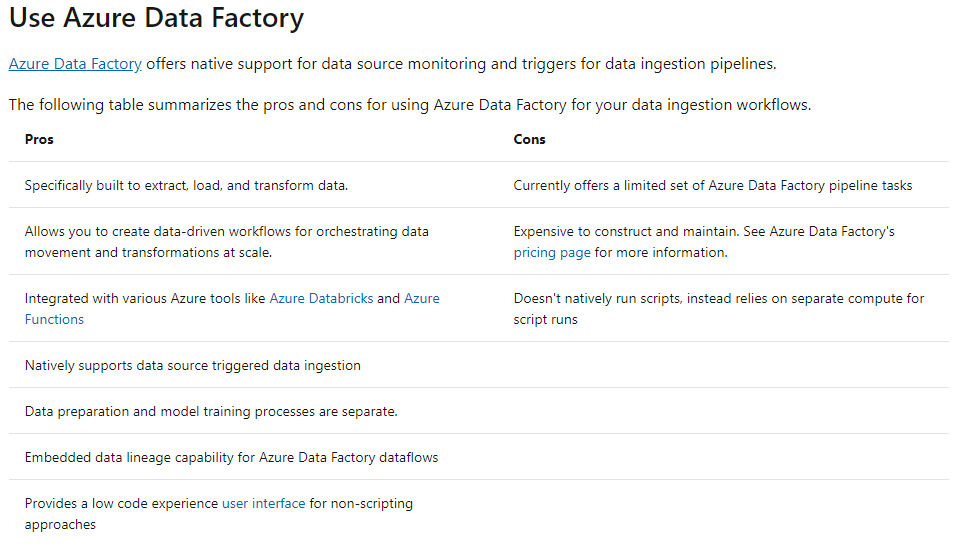 Use Azure Data Factory
Azure Data Factory offers native support for data source monitoring and triggers for data ingestion pipelines.
The following table summarizes the pros and cons for using Azure Data Factory for your data ingestion workflows.
Pros
Cons
Specifically built to extract, load, and transform data.
Currently offers a limited set of Azure Data Factory pipeline tasks
Allows you to create data-driven workflows for orchestrating data
movement and transformations at scale.
Expensive to construct and maintain. See Azure Data Factory's
pricing page for more information.
Integrated with various Azure tools like Azure Databricks and Azure
Functions
Doesn't natively run scripts, instead relies on separate compute for
script runs
Natively supports data source triggered data ingestion
Data preparation and model training processes are separate.
Embedded data lineage capability for Azure Data Factory dataflows
Provides a low code experience user interface for non-scripting
approaches